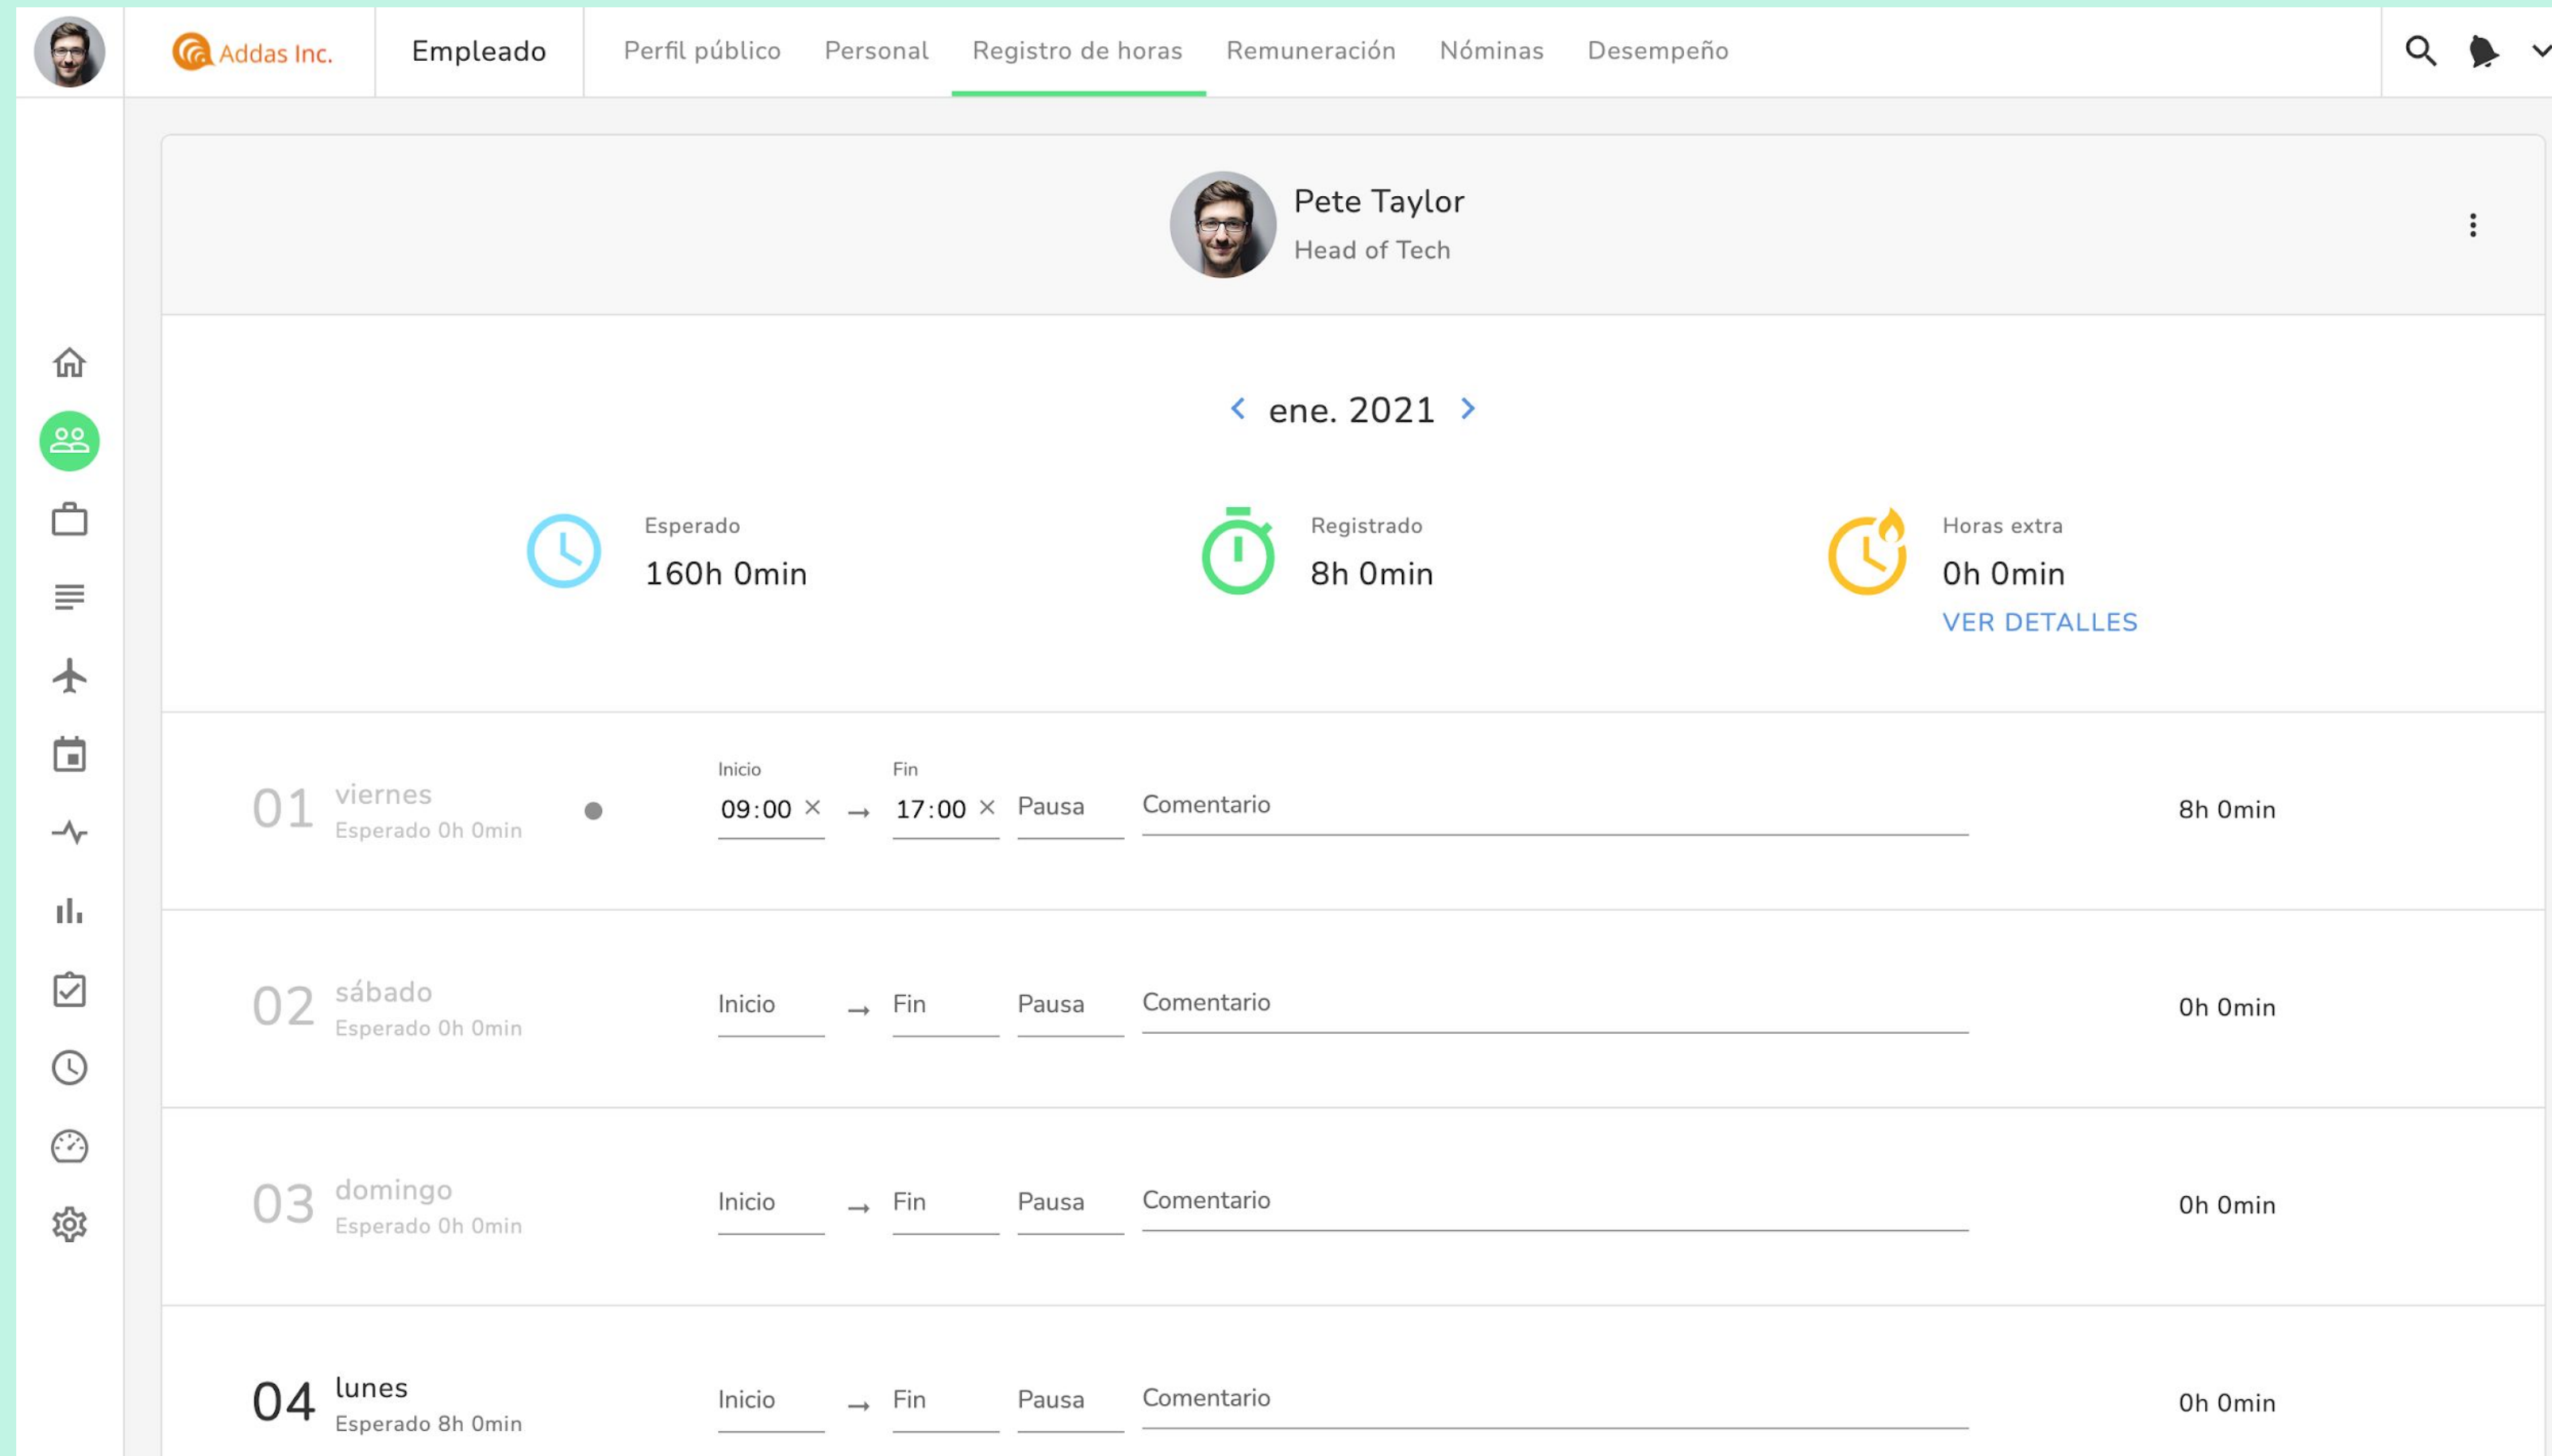 Addas Inc.
Empleado
Perfil público
Personal
Registro de horas
Remuneración
Nóminas
Desempeño
Pete Taylor
Head of Tech
ene. 2021
Esperado
160h 0min
Registrado
8h 0min
Horas extra
0h 0min
VER DETALLES
01 viernes
Esperado 0h 0min
Inicio
09:00
Fin
17:00
Pausa
Comentario
8h 0min
02 sábado
Esperado 0h 0min
Inicio
Fin
Pausa
Comentario
0h 0min
03 domingo
Esperado 0h 0min
Inicio
Fin
Pausa
Comentario
0h 0min
04 lunes
Esperado 8h 0min
Inicio
Fin
Pausa
Comentario
0h 0min